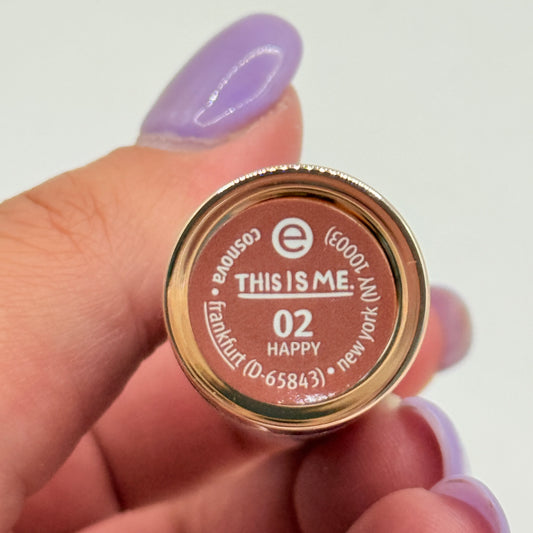 e
THIS IS ME.
02
HAPPY
cosnova • frankfurt (D-65843) • new york (NY 10003)